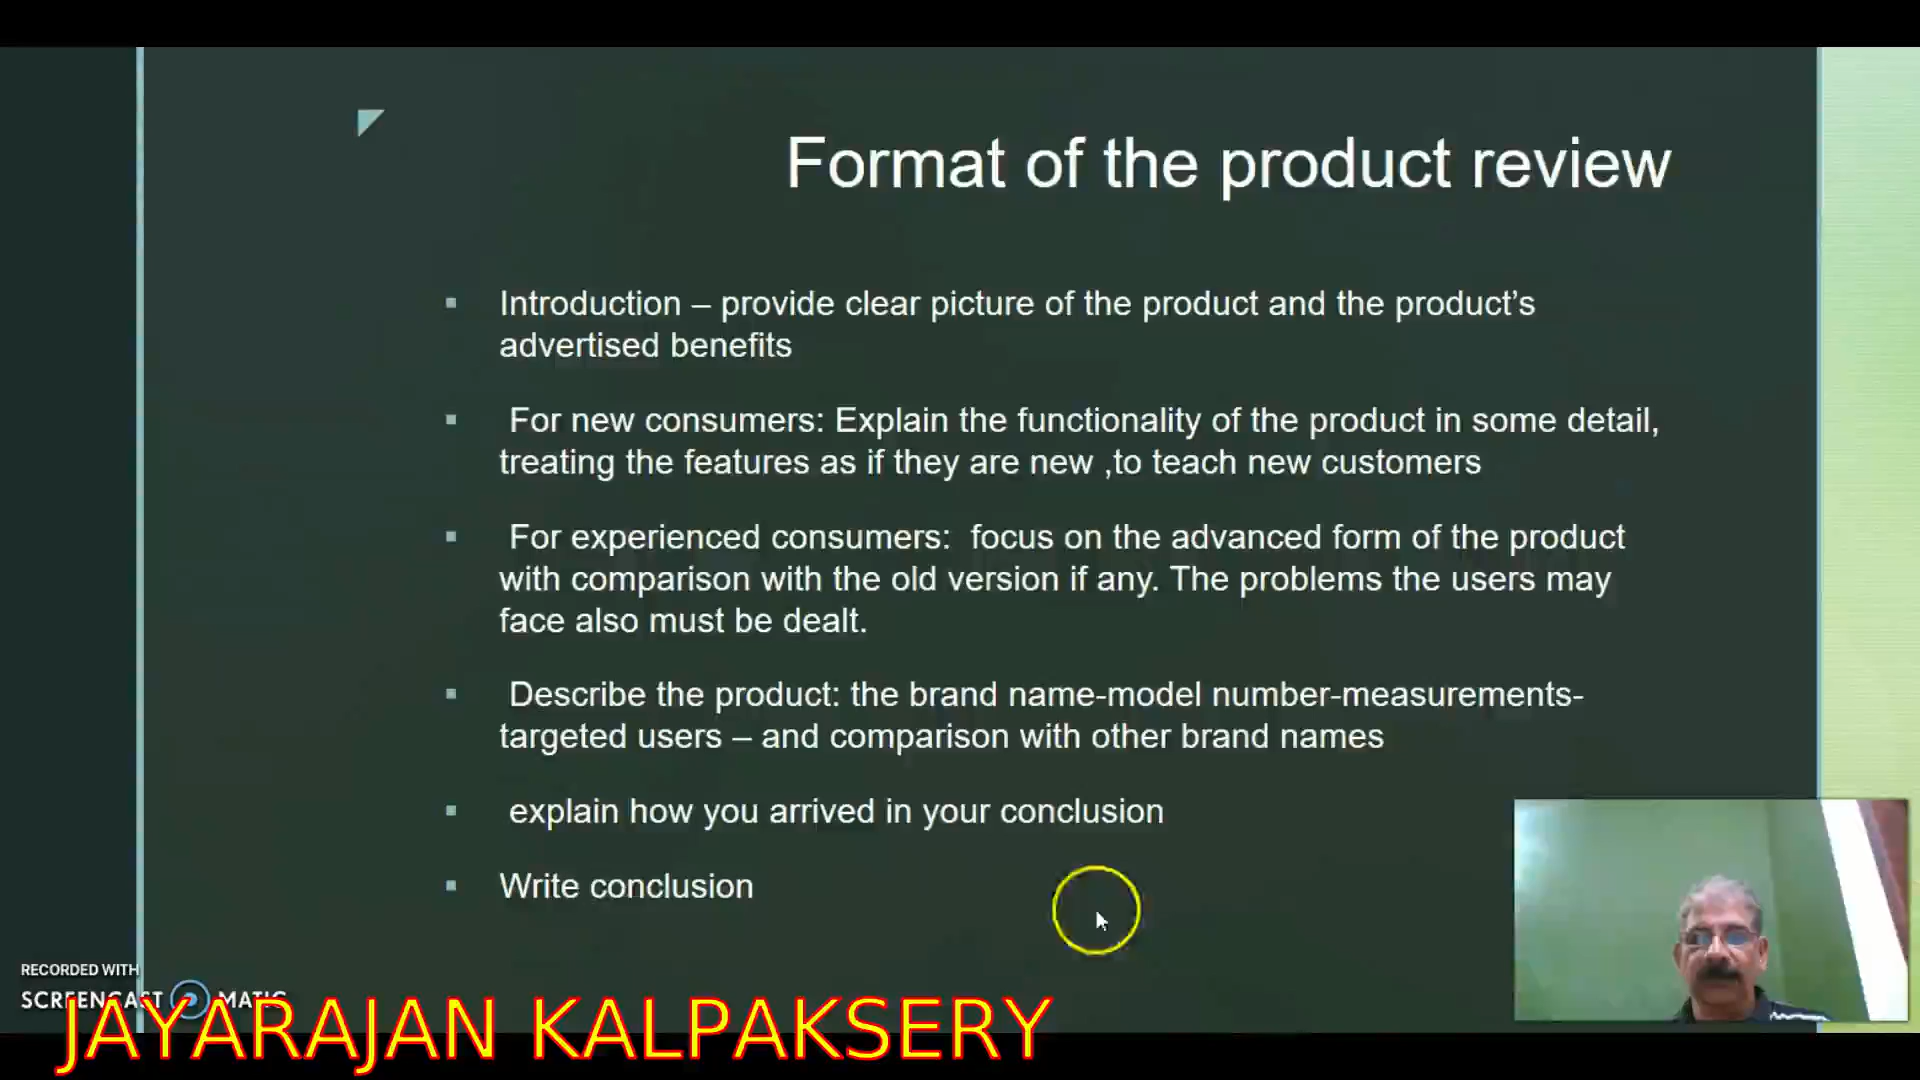 Format of the product review
Introduction – provide clear picture of the product and the product’s
advertised benefits
For new consumers: Explain the functionality of the product in some detail,
treating the features as if they are new ,to teach new customers
For experienced consumers:  focus on the advanced form of the product
with comparison with the old version if any. The problems the users may
face also must be dealt.
Describe the product: the brand name-model number-measurements-
targeted users – and comparison with other brand names
explain how you arrived in your conclusion
Write conclusion
RECORDED WITH
SCREENCAST MATIC
JAYARAJAN KALPAKSERY